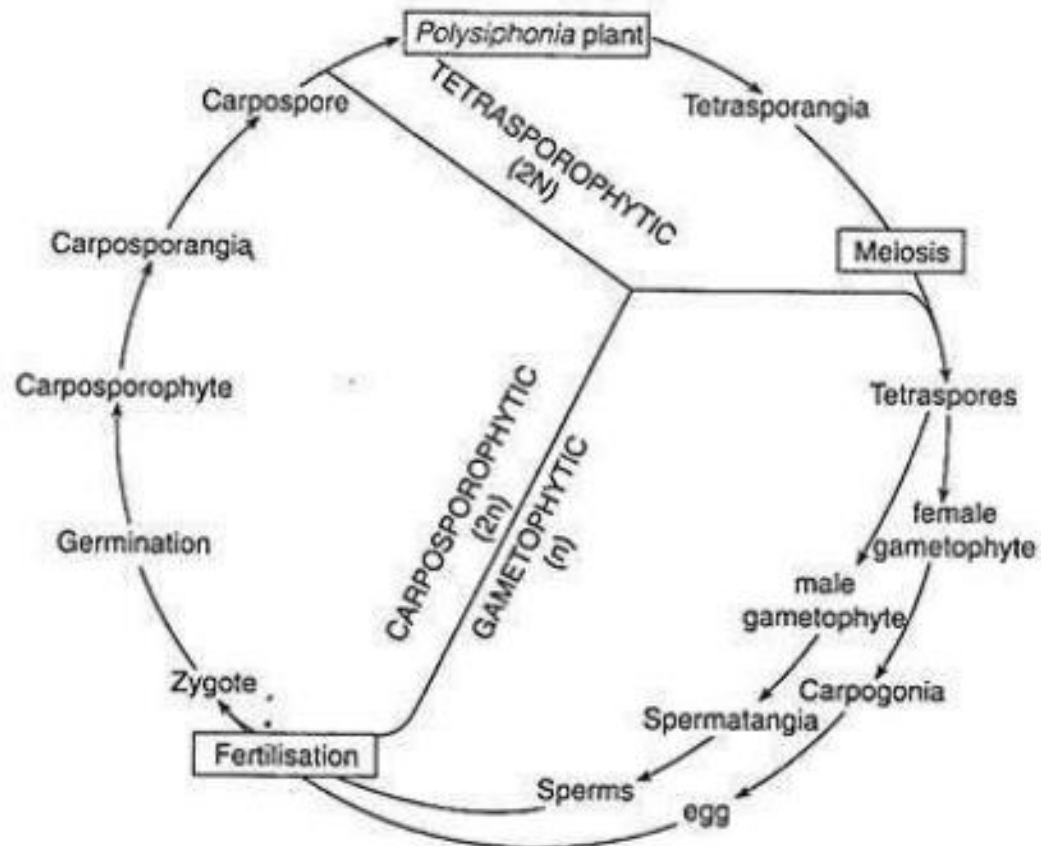 Polysiphonia plant
Tetrasporangia
Meiosis
Tetraspores
female
gametophyte
male
gametophyte
Carpogonia
Spermatangia
Sperms
egg
Fertilisation
Zygote
Germination
Carposporophyte
Carposporangia
Carpospore
TETRASPOROPHYTIC
(2N)
CARPOSPOROPHYTIC
(2n)
GAMETOPHYTIC
(n)